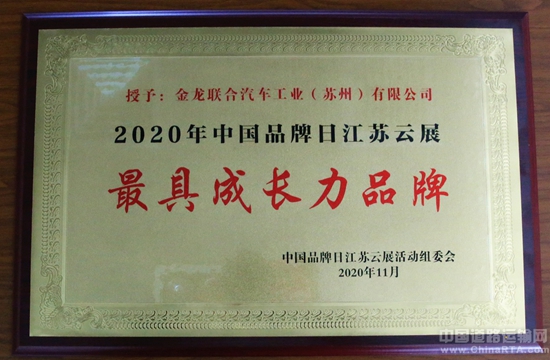 授予：金龙联合汽车工业（苏州）有限公司
2020年中国品牌日江苏云展
最具成长力品牌
中国品牌日江苏云展活动组委会
2020年11月
中国道路运输网
www.ChinaRTA.com